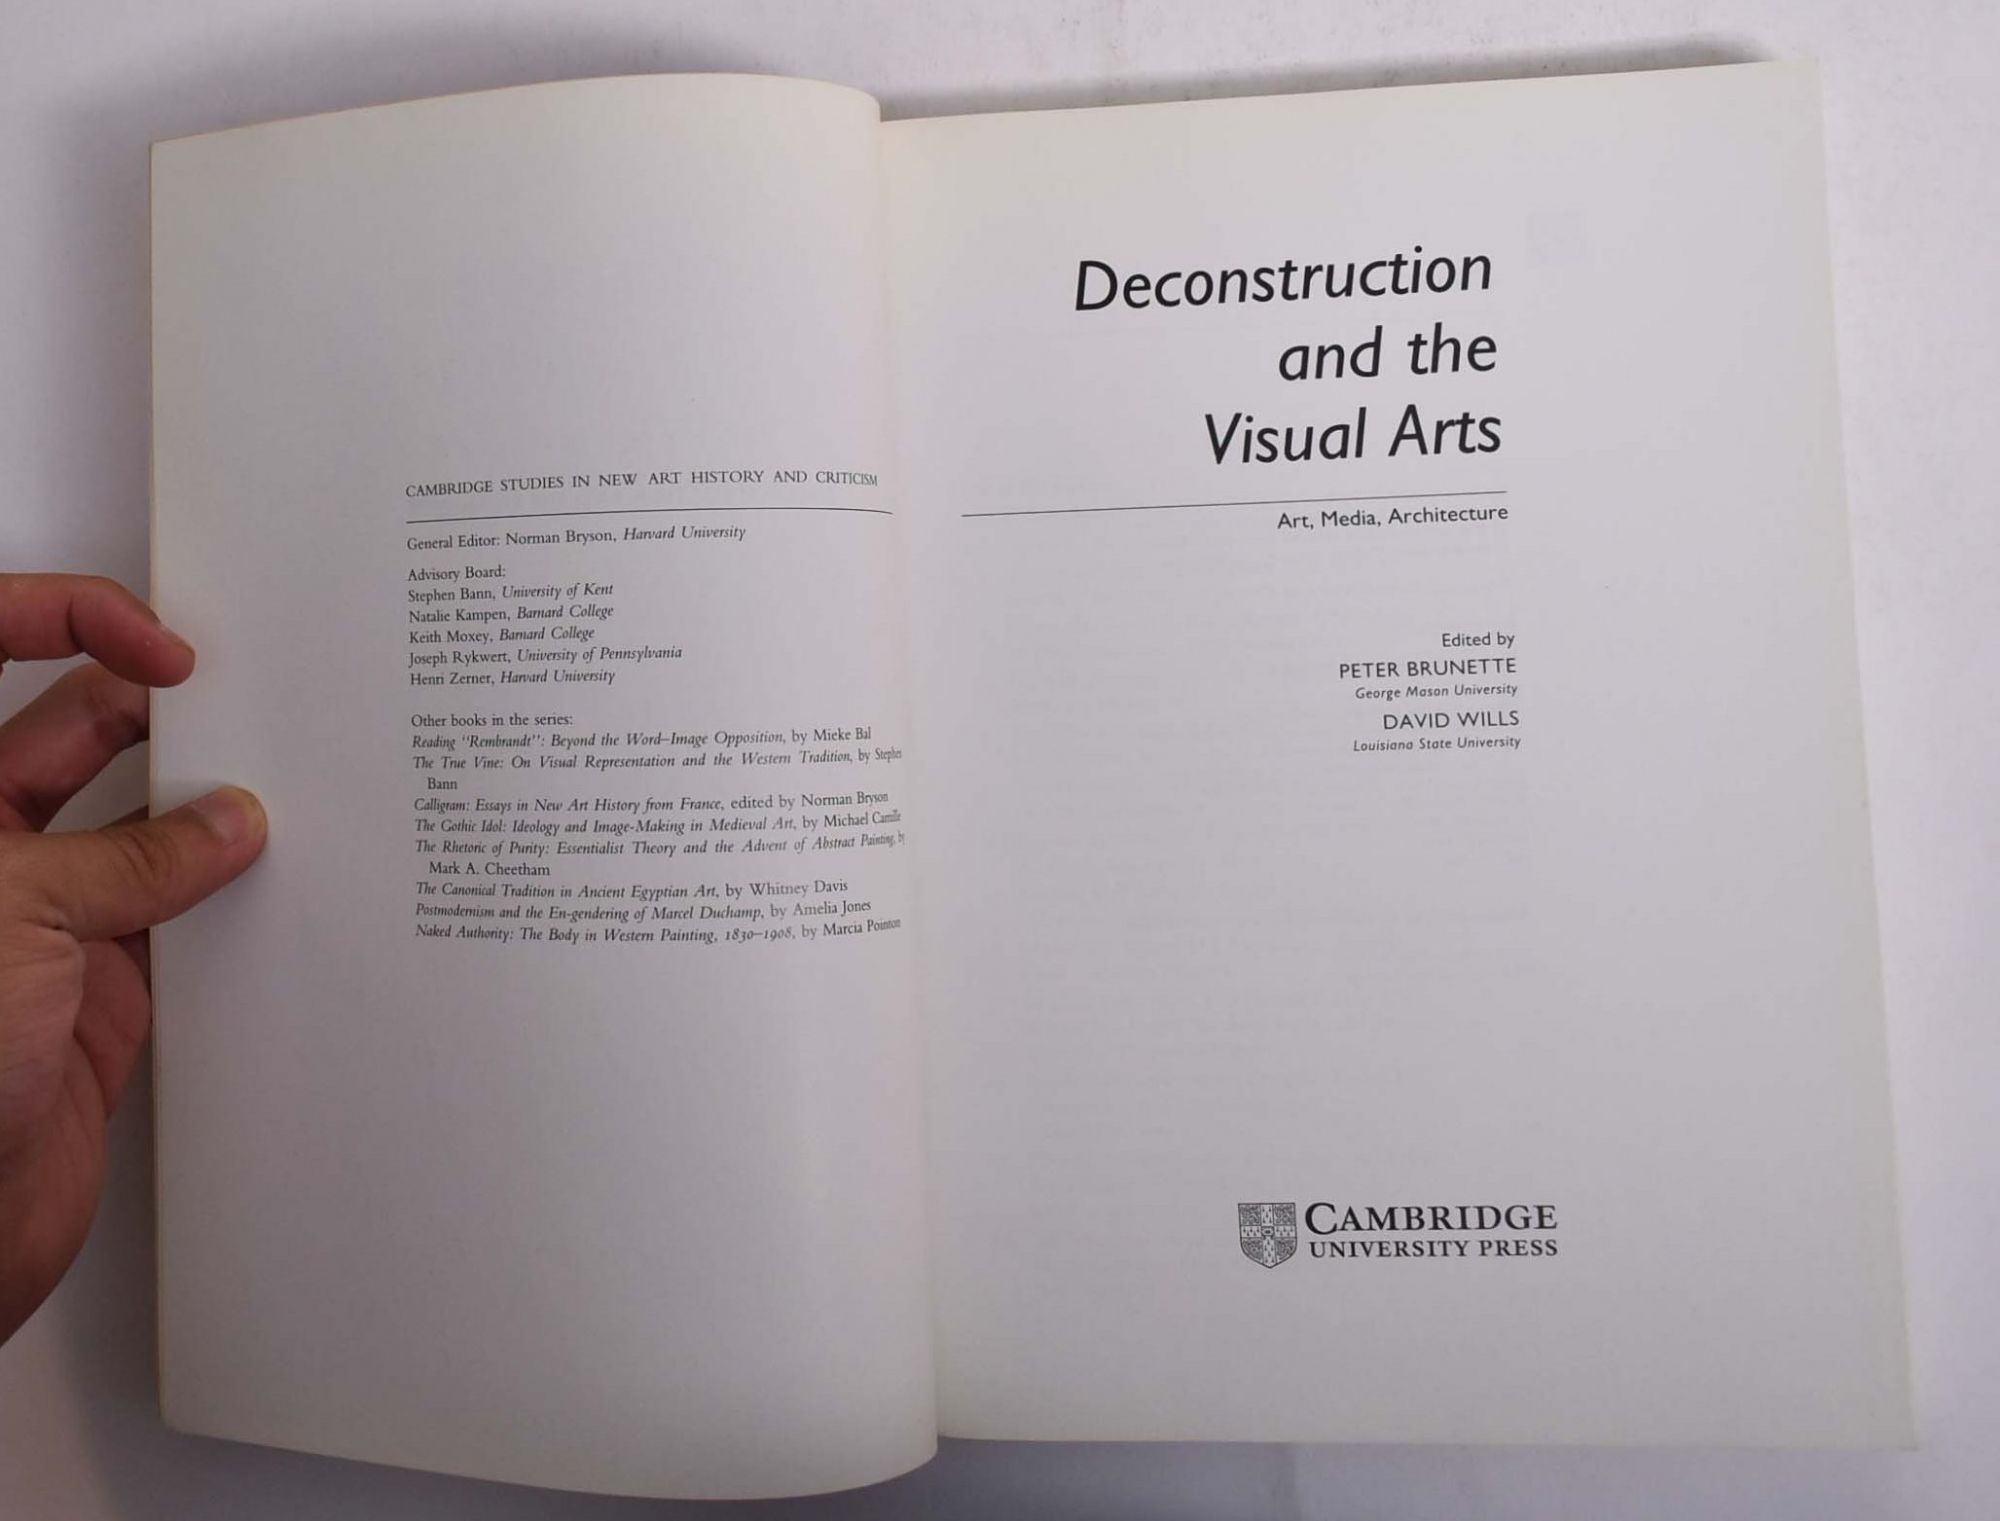 CAMBRIDGE STUDIES IN NEW ART HISTORY AND CRITICISM
General Editor: Norman Bryson, Harvard University
Advisory Board:
Stephen Bann, University of Kent
Natalie Kampen, Barnard College
Keith Moxey, Barnard College
Joseph Rykwert, University of Pennsylvania
Henri Zerner, Harvard University
Other books in the series:
Reading "Rembrandt": Beyond the Word–Image Opposition, by Mieke Bal
The True Vine: On Visual Representation and the Western Tradition, by Stephen
Bann
Calligram: Essays in New Art History from France, edited by Norman Bryson
The Gothic Idol: Ideology and Image-Making in Medieval Art, by Michael Camille
The Rhetoric of Purity: Essentialist Theory and the Advent of Abstract Painting, by
Mark A. Cheetham
The Canonical Tradition in Ancient Egyptian Art, by Whitney Davis
Postmodernism and the En-gendering of Marcel Duchamp, by Amelia Jones
Naked Authority: The Body in Western Painting, 1830–1908, by Marcia Pointon
Deconstruction
and the
Visual Arts
Art, Media, Architecture
Edited by
PETER BRUNETTE
George Mason University
DAVID WILLS
Louisiana State University
CAMBRIDGE
UNIVERSITY PRESS